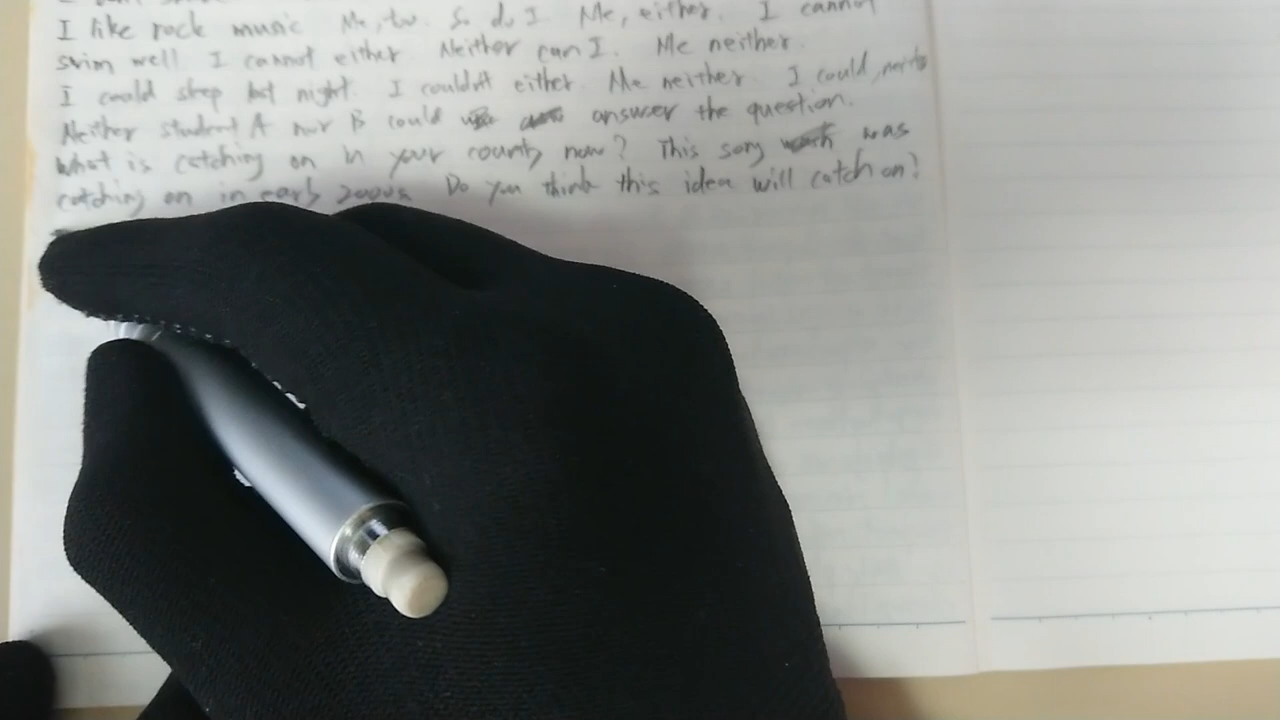 I like rock music Me, too. So do I. Me, either. I cannot
swim well I cannot either. Neither can I. Me neither.
I could sleep last night. I couldn't either. Me neither. I could, neither
Neither student A nor B could answer the question.
What is catching on in your country now? This song was
catching on in early 2000s. Do you think this idea will catch on?